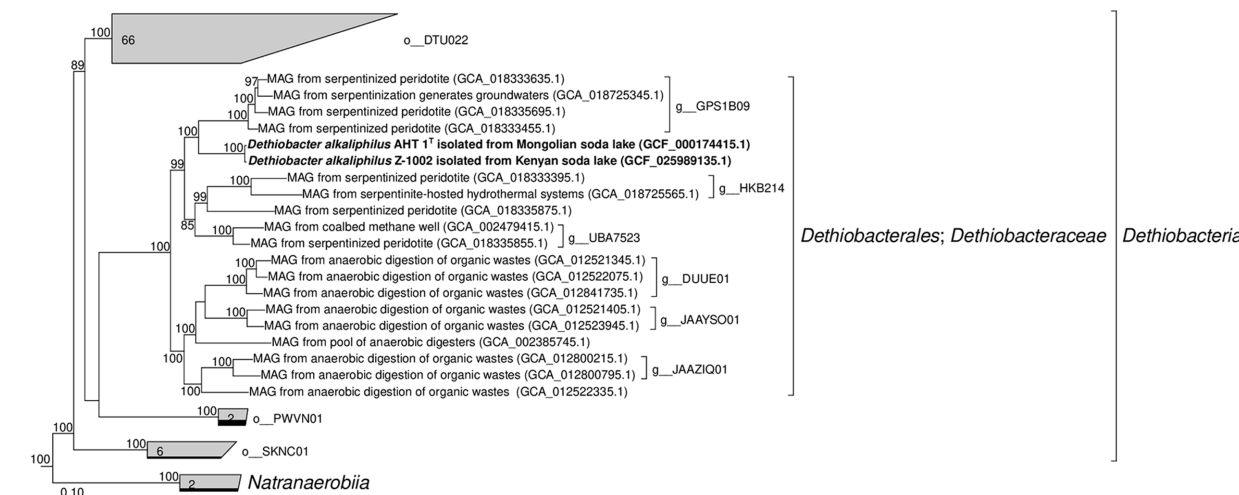 100
66
o__DTU022
89
97 MAG from serpentinized peridotite (GCA_018333635.1)
MAG from serpentinization generates groundwaters (GCA_018725345.1)
100
g__GPS1B09
100 MAG from serpentinized peridotite (GCA_018335695.1)
100 MAG from serpentinized peridotite (GCA_018333455.1)
100 Dethiobacter alkaliphilus AHT 1T isolated from Mongolian soda lake (GCF_000174415.1)
Dethiobacter alkaliphilus Z-1002 isolated from Kenyan soda lake (GCF_025989135.1)
99
100 MAG from serpentinized peridotite (GCA_018333395.1)
g__HKB214
99 MAG from serpentinite-hosted hydrothermal systems (GCA_018725565.1)
MAG from serpentinized peridotite (GCA_018335875.1)
85
100 MAG from coalbed methane well (GCA_002479415.1)
g__UBA7523
MAG from serpentinized peridotite (GCA_018335855.1)
Dethiobacterales; Dethiobacteraceae
Dethiobacteria
100
100 MAG from anaerobic digestion of organic wastes (GCA_012521345.1)
100 MAG from anaerobic digestion of organic wastes (GCA_012522075.1)
g__DUUE01
MAG from anaerobic digestion of organic wastes (GCA_012841735.1)
100 MAG from anaerobic digestion of organic wastes (GCA_012521405.1)
g__JAAYSO01
MAG from anaerobic digestion of organic wastes (GCA_012523945.1)
100
MAG from pool of anaerobic digesters (GCA_002385745.1)
100
100 MAG from anaerobic digestion of organic wastes (GCA_012800215.1)
g__JAAZIQ01
MAG from anaerobic digestion of organic wastes (GCA_012800795.1)
100 MAG from anaerobic digestion of organic wastes (GCA_012522335.1)
100
2
o__PWVN01
100
100
6
o__SKNC01
100
100
2
Natranaerobiia
0.10